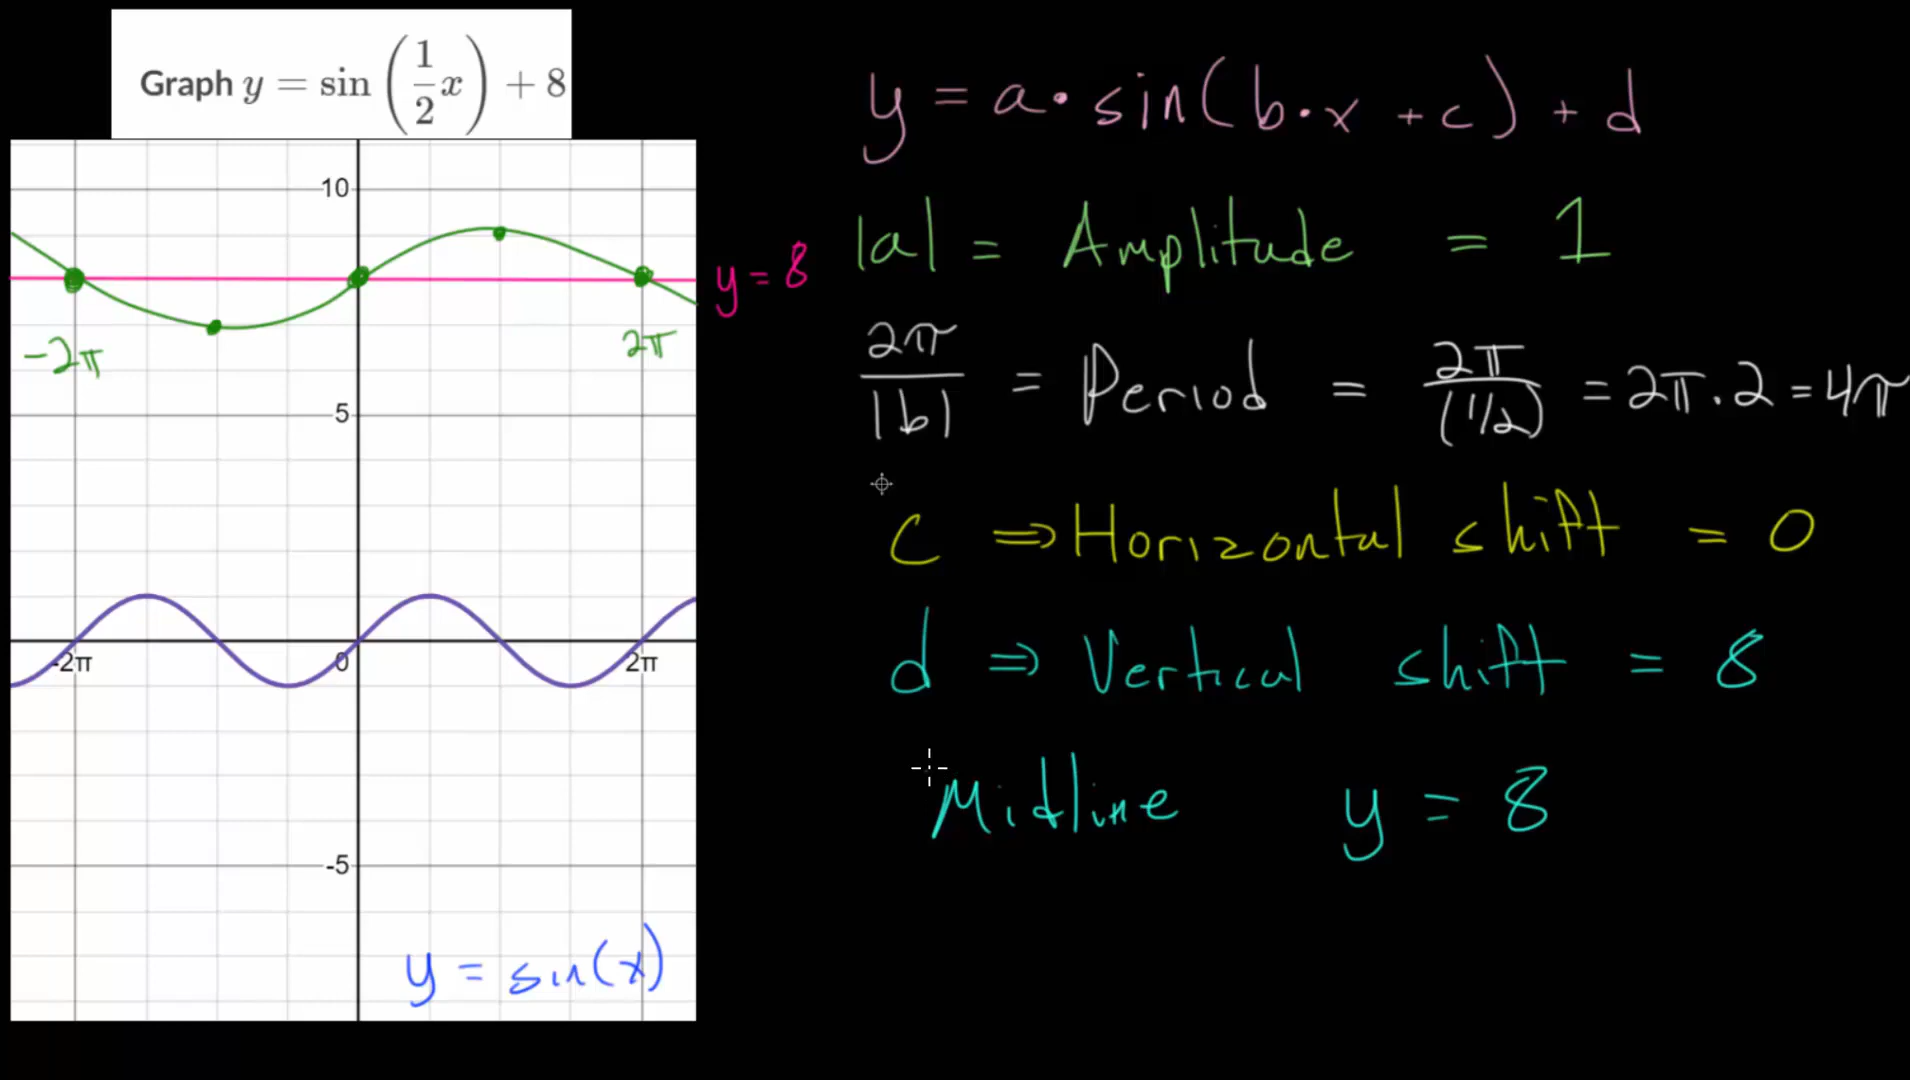 Graph y = sin(1/2 x) + 8
10
y = 8
-2π
2π
5
-2π
0
2π
-5
y = sin(x)
y = a · sin(b · x + c) + d
|a| = Amplitude = 1
2π/|b| = Period = 2π/(1/2) = 2π · 2 = 4π
c ⇒ Horizontal shift = 0
d ⇒ Vertical shift = 8
Midline y = 8